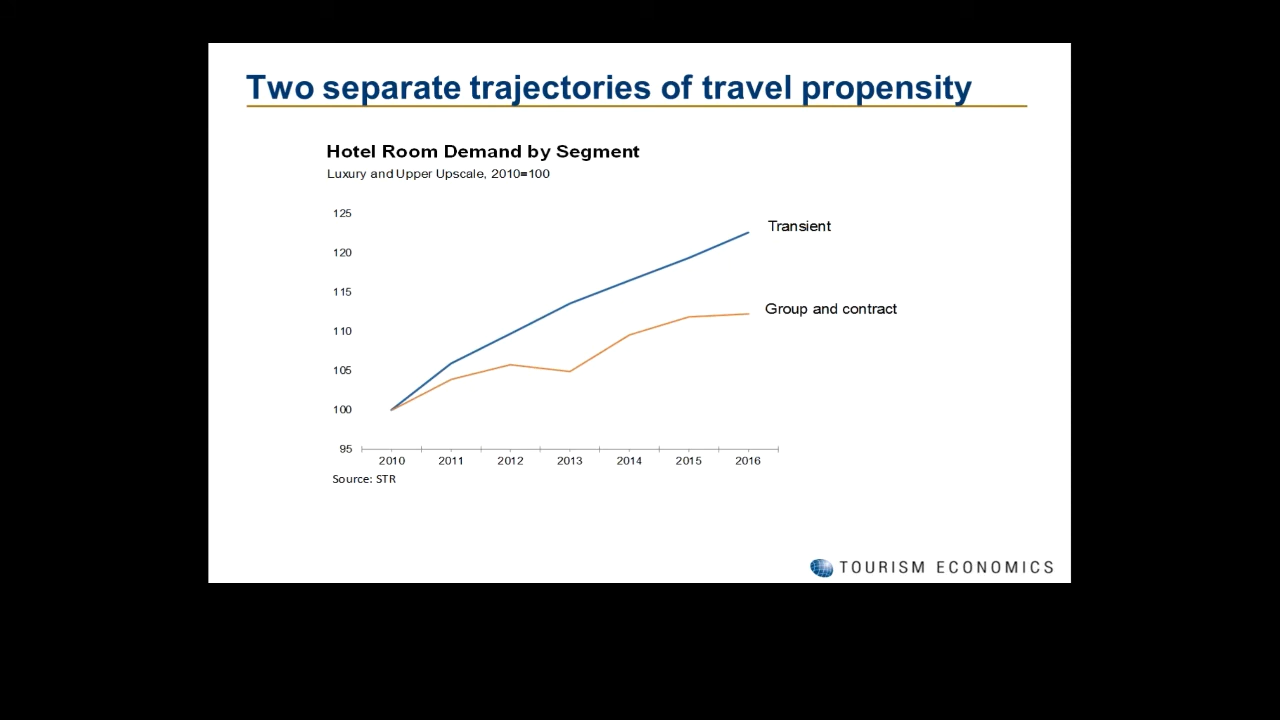 Two separate trajectories of travel propensity
Hotel Room Demand by Segment
Luxury and Upper Upscale, 2010=100
125
Transient
120
115
Group and contract
110
105
100
95
2010 2011 2012 2013 2014 2015 2016
Source: STR
TOURISM ECONOMICS